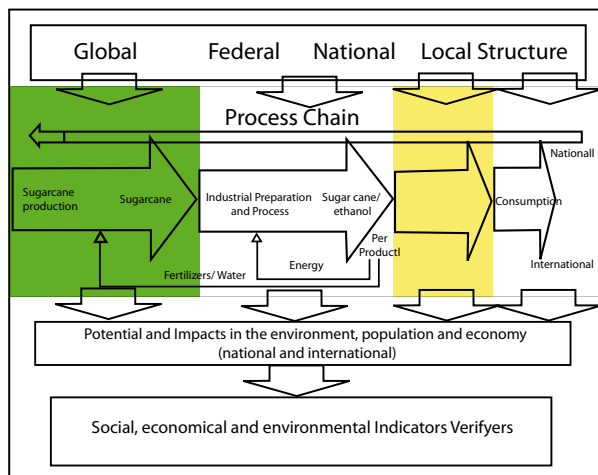 Global Federal National Local Structure
Process Chain
Nationall
Sugarcane
production
Sugarcane
Industrial Preparation
and Process
Sugar cane/
ethanol
Consumption
Per
Productl
Energy
Fertilizers/ Water
International
Potential and Impacts in the environment, population and economy
(national and international)
Social, economical and environmental Indicators Verifyers